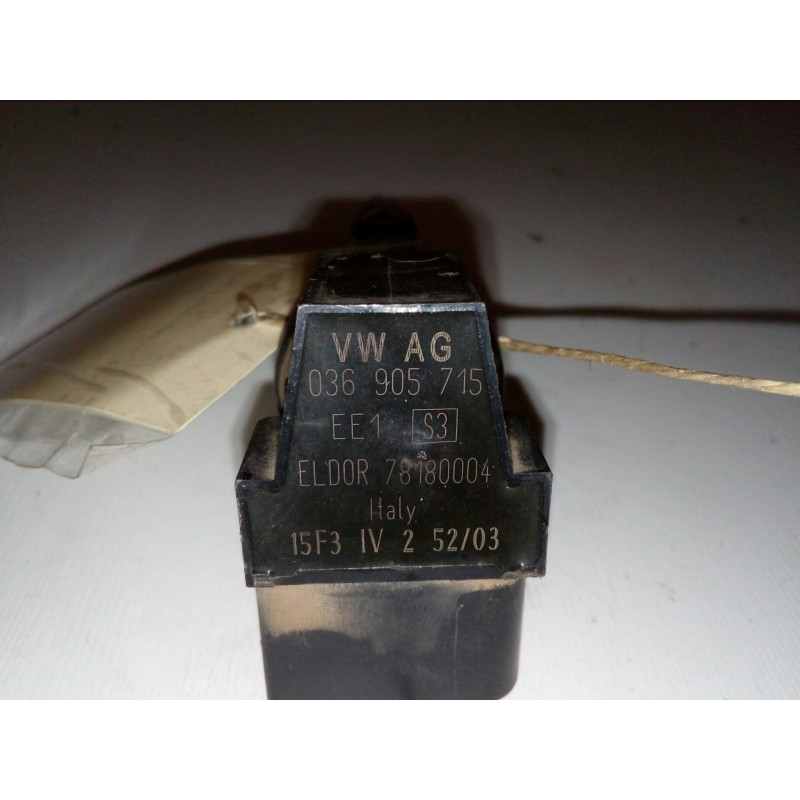 VW AG
036 905 715
EE1 S3
ELDOR 78180004
Italy
15F3 IV 2 52/03